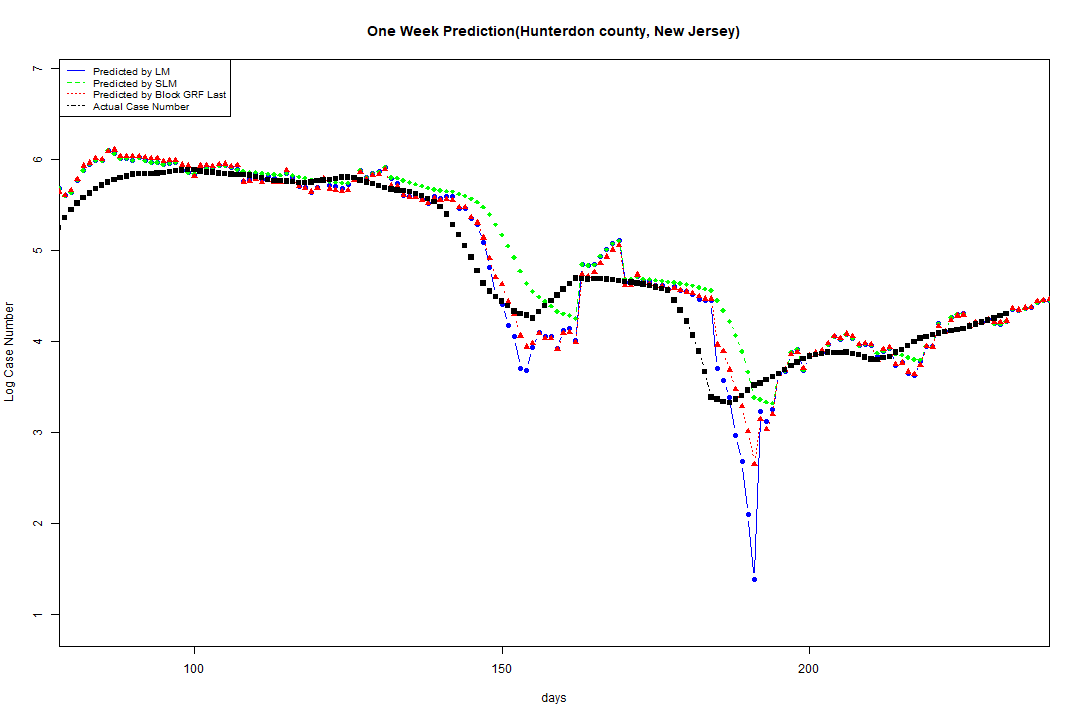 One Week Prediction(Hunterdon county, New Jersey)
Predicted by LM
Predicted by SLM
Predicted by Block GRF Last
Actual Case Number
7
6
5
4
3
2
1
Log Case Number
100
150
200
days